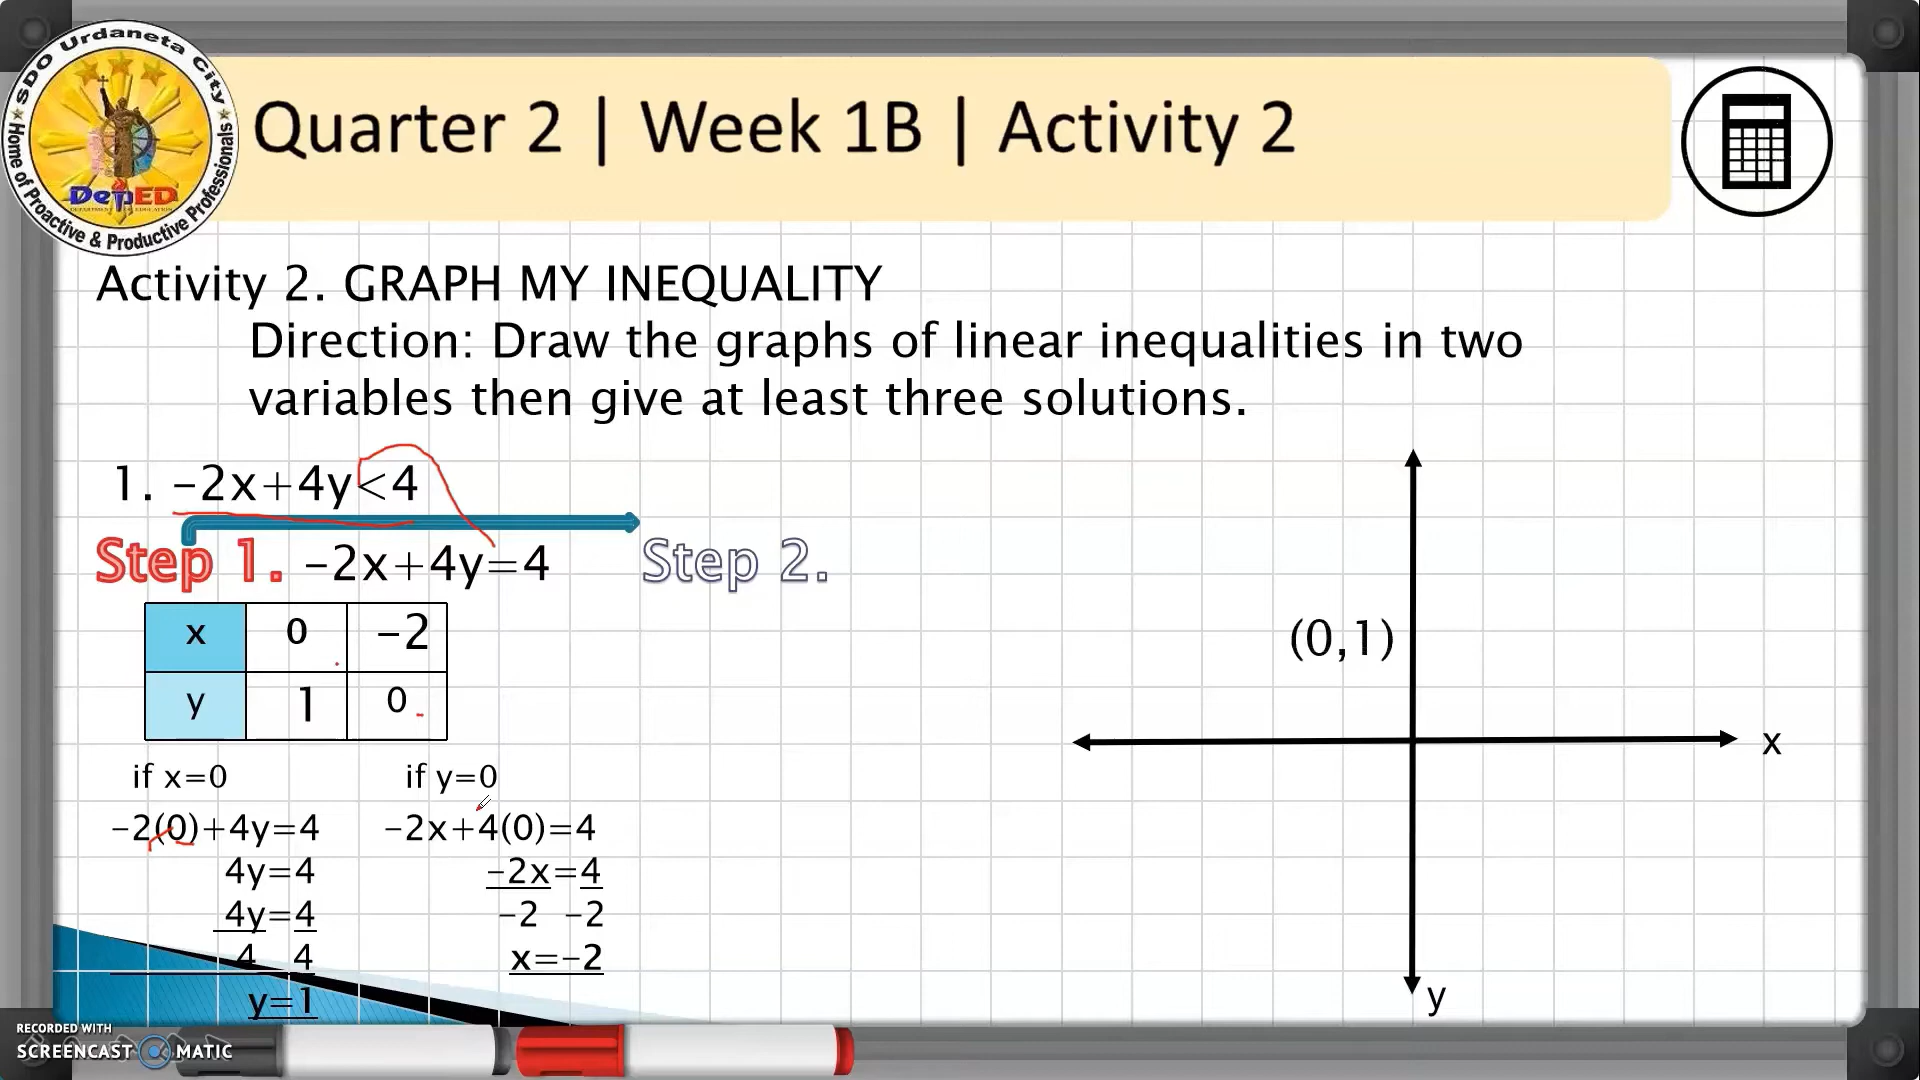 SDO Urdaneta City
Home of Proactive & Productive Professionals
DepED
Quarter 2 | Week 1B | Activity 2
Activity 2. GRAPH MY INEQUALITY
Direction: Draw the graphs of linear inequalities in two
variables then give at least three solutions.
1. -2x+4y<4
Step 1. -2x+4y=4
Step 2.
x 0 -2
y 1 0
if x=0
-2(0)+4y=4
4y=4
4y=4
4 4
y=1
if y=0
-2x+4(0)=4
-2x=4
-2 -2
x=-2
(0,1)
x
y
RECORDED WITH
SCREENCAST MATIC